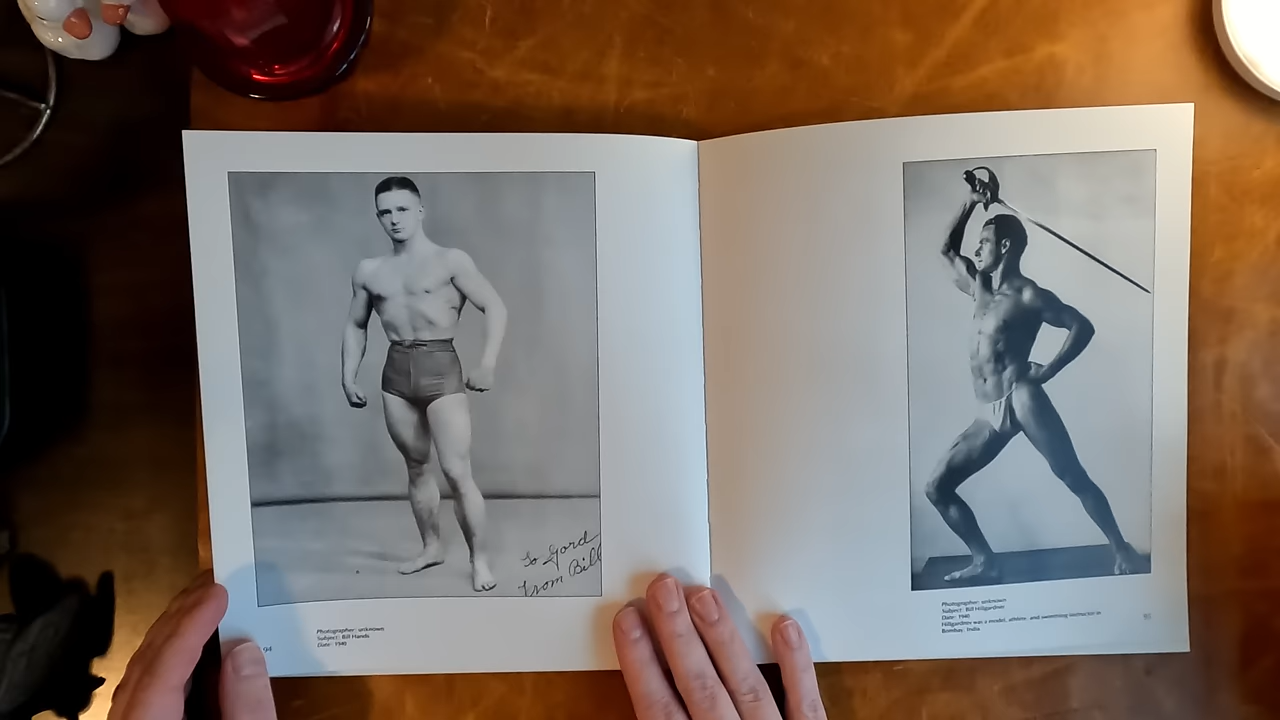 To Gord
From Bill
Photographer: unknown
Subject: Bill Hands
Date: 1940
94
Photographer: unknown
Subject: Bill Hillgardner
Date: 1940
Hillgardner was a model, athlete, and swimming instructor in
Bombay, India
95